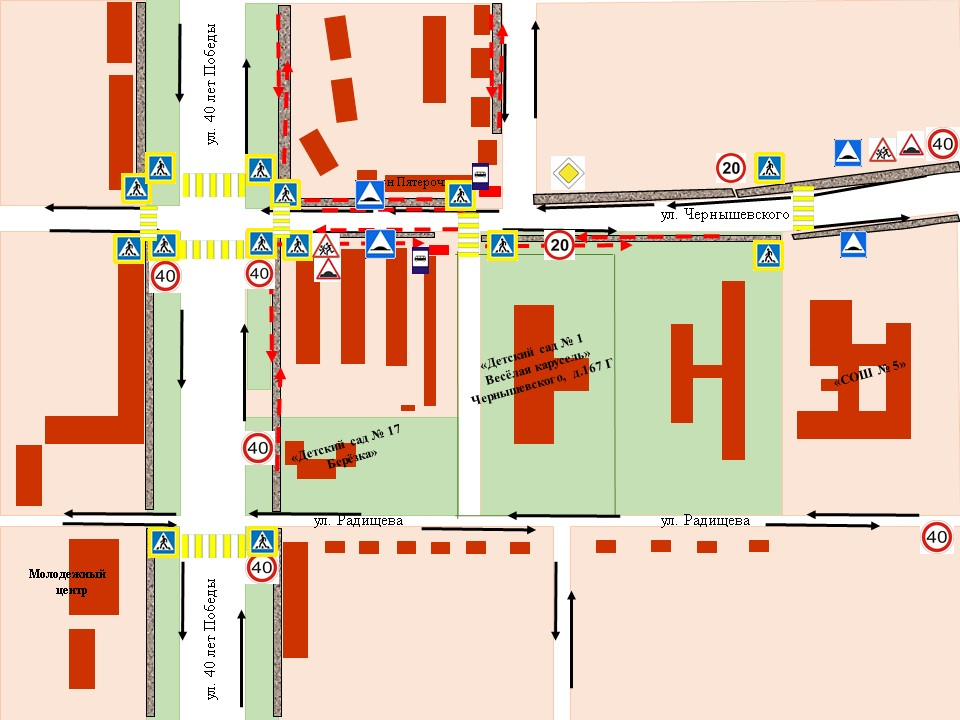 ул. 40 лет Победы
40
20
н Пятероч
ул. Чернышевского
40
40
20
«Детский сад № 1
Весёлая карусель»
Чернышевского, д.167 Г
«СОШ № 5»
40
«Детский сад № 17
Берёзка»
ул. Радищева
ул. Радищева
40
40
Молодежный
центр
ул. 40 лет Победы